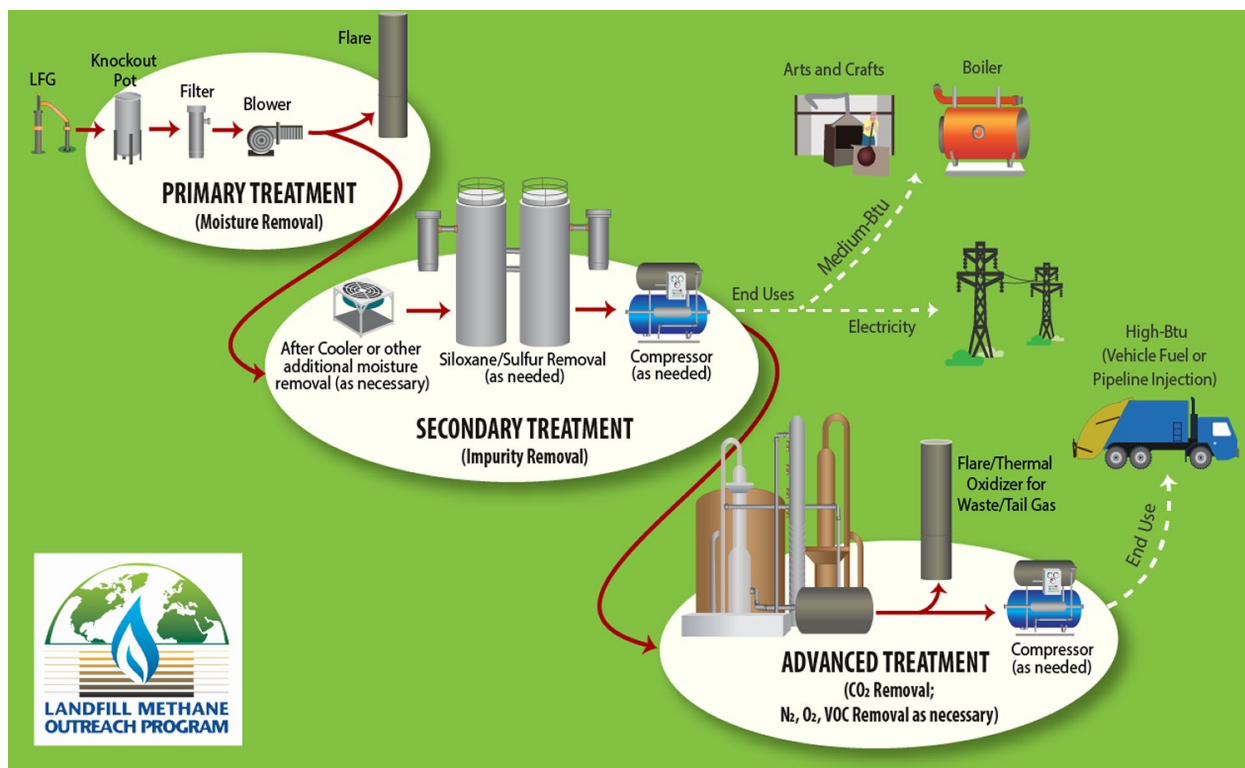 LFG
Knockout
Pot
Filter
Blower
Flare
PRIMARY TREATMENT
(Moisture Removal)
After Cooler or other
additional moisture
removal (as necessary)
Siloxane/Sulfur Removal
(as needed)
Compressor
(as needed)
SECONDARY TREATMENT
(Impurity Removal)
End Uses
Medium-Btu
Arts and Crafts
Boiler
Electricity
High-Btu
(Vehicle Fuel or
Pipeline Injection)
Flare/Thermal
Oxidizer for
Waste/Tail Gas
End Use
Compressor
(as needed)
ADVANCED TREATMENT
(CO₂ Removal;
N₂, O₂, VOC Removal as necessary)
LANDFILL METHANE
OUTREACH PROGRAM